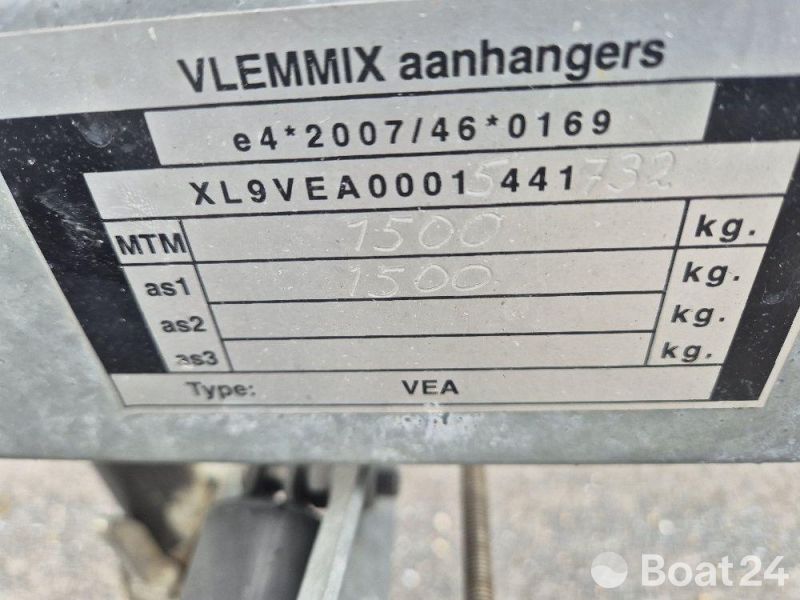 VLEMMIX aanhangers
e4*2007/46*0169
XL9VEA00015441732
MTM 1500 kg.
as1 1500 kg.
as2 kg.
as3 kg.
Type: VEA
Boat24